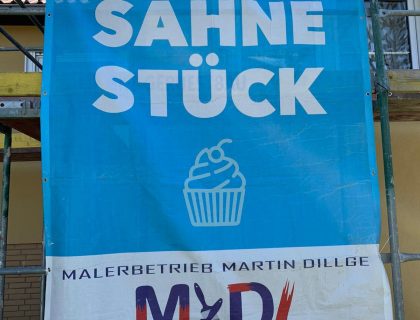 SAHNE
STÜCK
MALERBETRIEB MARTIN DILLGE